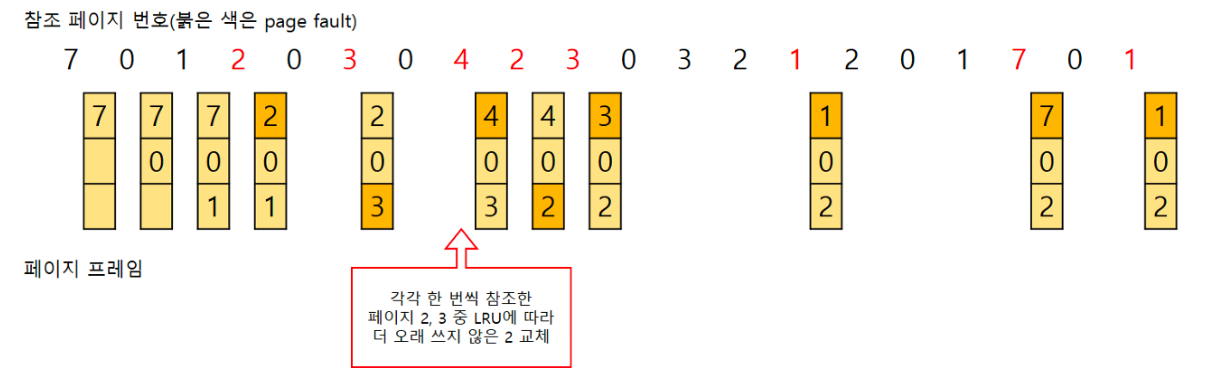 참조 페이지 번호(붉은 색은 page fault)
7 0 1 2 0 3 0 4 2 3 0 3 2 1 2 0 1 7 0 1
7 7 7 2 2 4 4 3 1 7 1
0 0 0 0 0 0 0 0 0 0
1 1 3 3 2 2 2 2 2
페이지 프레임
각각 한 번씩 참조한
페이지 2, 3 중 LRU에 따라
더 오래 쓰지 않은 2 교체